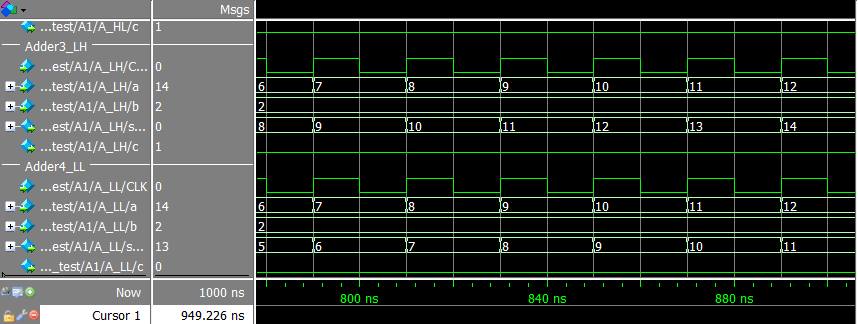 Msgs
...test/A1/A_HL/c 1
Adder3_LH
...est/A1/A_LH/C... 0
...test/A1/A_LH/a 14 6 7 8 9 10 11 12
...test/A1/A_LH/b 2 2
...est/A1/A_LH/s... 0 8 9 10 11 12 13 14
...test/A1/A_LH/c 1
Adder4_LL
...est/A1/A_LL/CLK 0
...test/A1/A_LL/a 14 6 7 8 9 10 11 12
...test/A1/A_LL/b 2 2
...est/A1/A_LL/s... 13 5 6 7 8 9 10 11
..._test/A1/A_LL/c 0
Now 1000 ns 800 ns 840 ns 880 ns
Cursor 1 949.226 ns